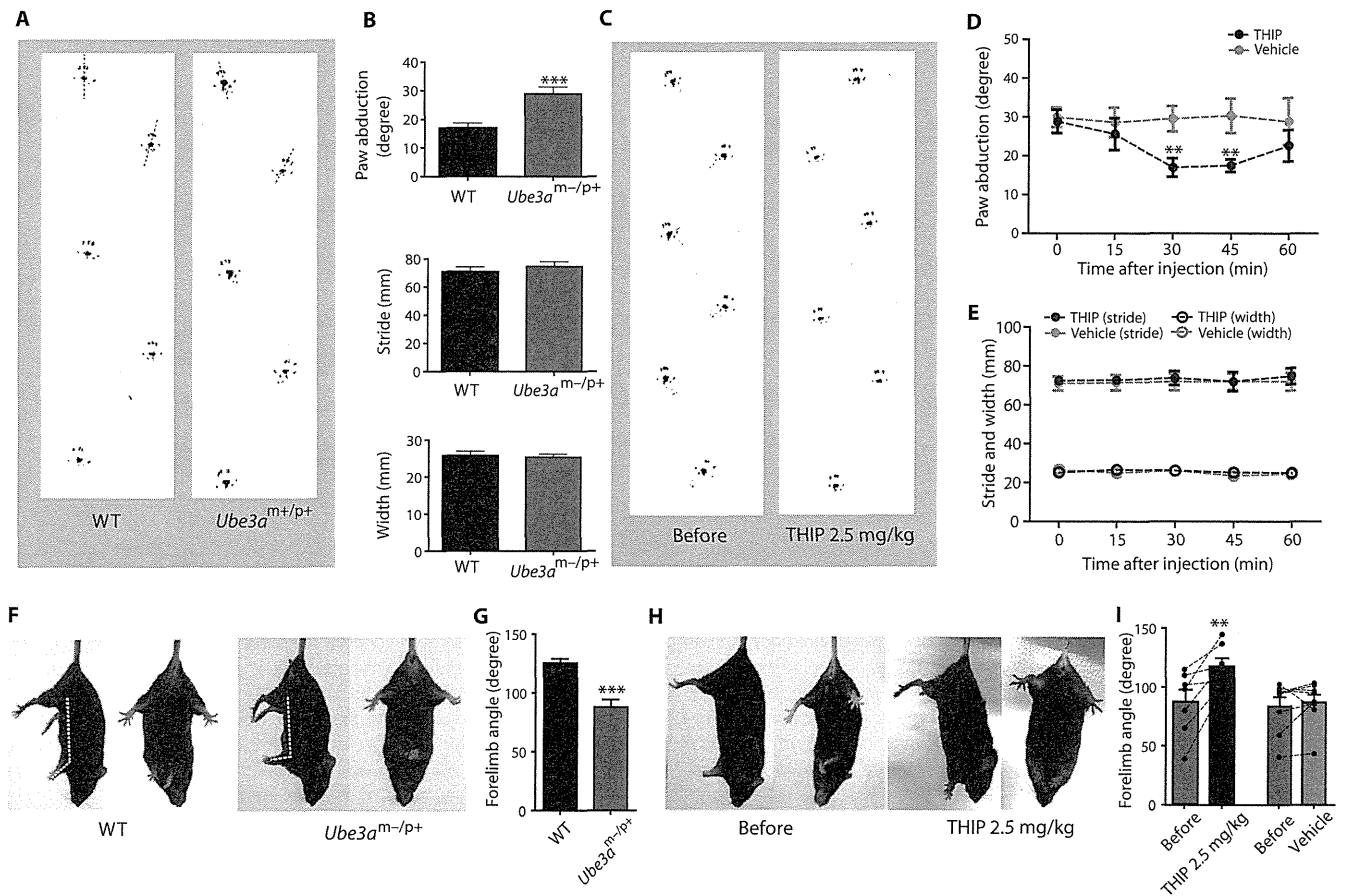 A
WT
Ube3a m+/p+
B
Paw abduction
(degree)
40
30
20
10
0
***
WT
Ube3a m−/p+
Stride (mm)
80
60
40
20
0
WT
Ube3a m−/p+
Width (mm)
30
20
10
0
WT
Ube3a m−/p+
C
Before
THIP 2.5 mg/kg
D
THIP
Vehicle
Paw abduction (degree)
50
40
30
20
10
0
**
**
0 15 30 45 60
Time after injection (min)
E
THIP (stride)
THIP (width)
Vehicle (stride)
Vehicle (width)
Stride and width (mm)
100
80
60
40
20
0
0 15 30 45 60
Time after injection (min)
F
WT
Ube3a m−/p+
G
Forelimb angle (degree)
150
100
50
0
***
WT
Ube3a m−/p+
H
Before
THIP 2.5 mg/kg
I
Forelimb angle (degree)
150
100
50
0
**
Before
THIP 2.5 mg/kg
Before
Vehicle